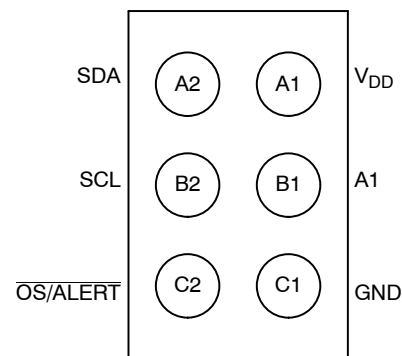 SDA A2 A1 VDD
SCL B2 B1 A1
OS/ALERT C2 C1 GND